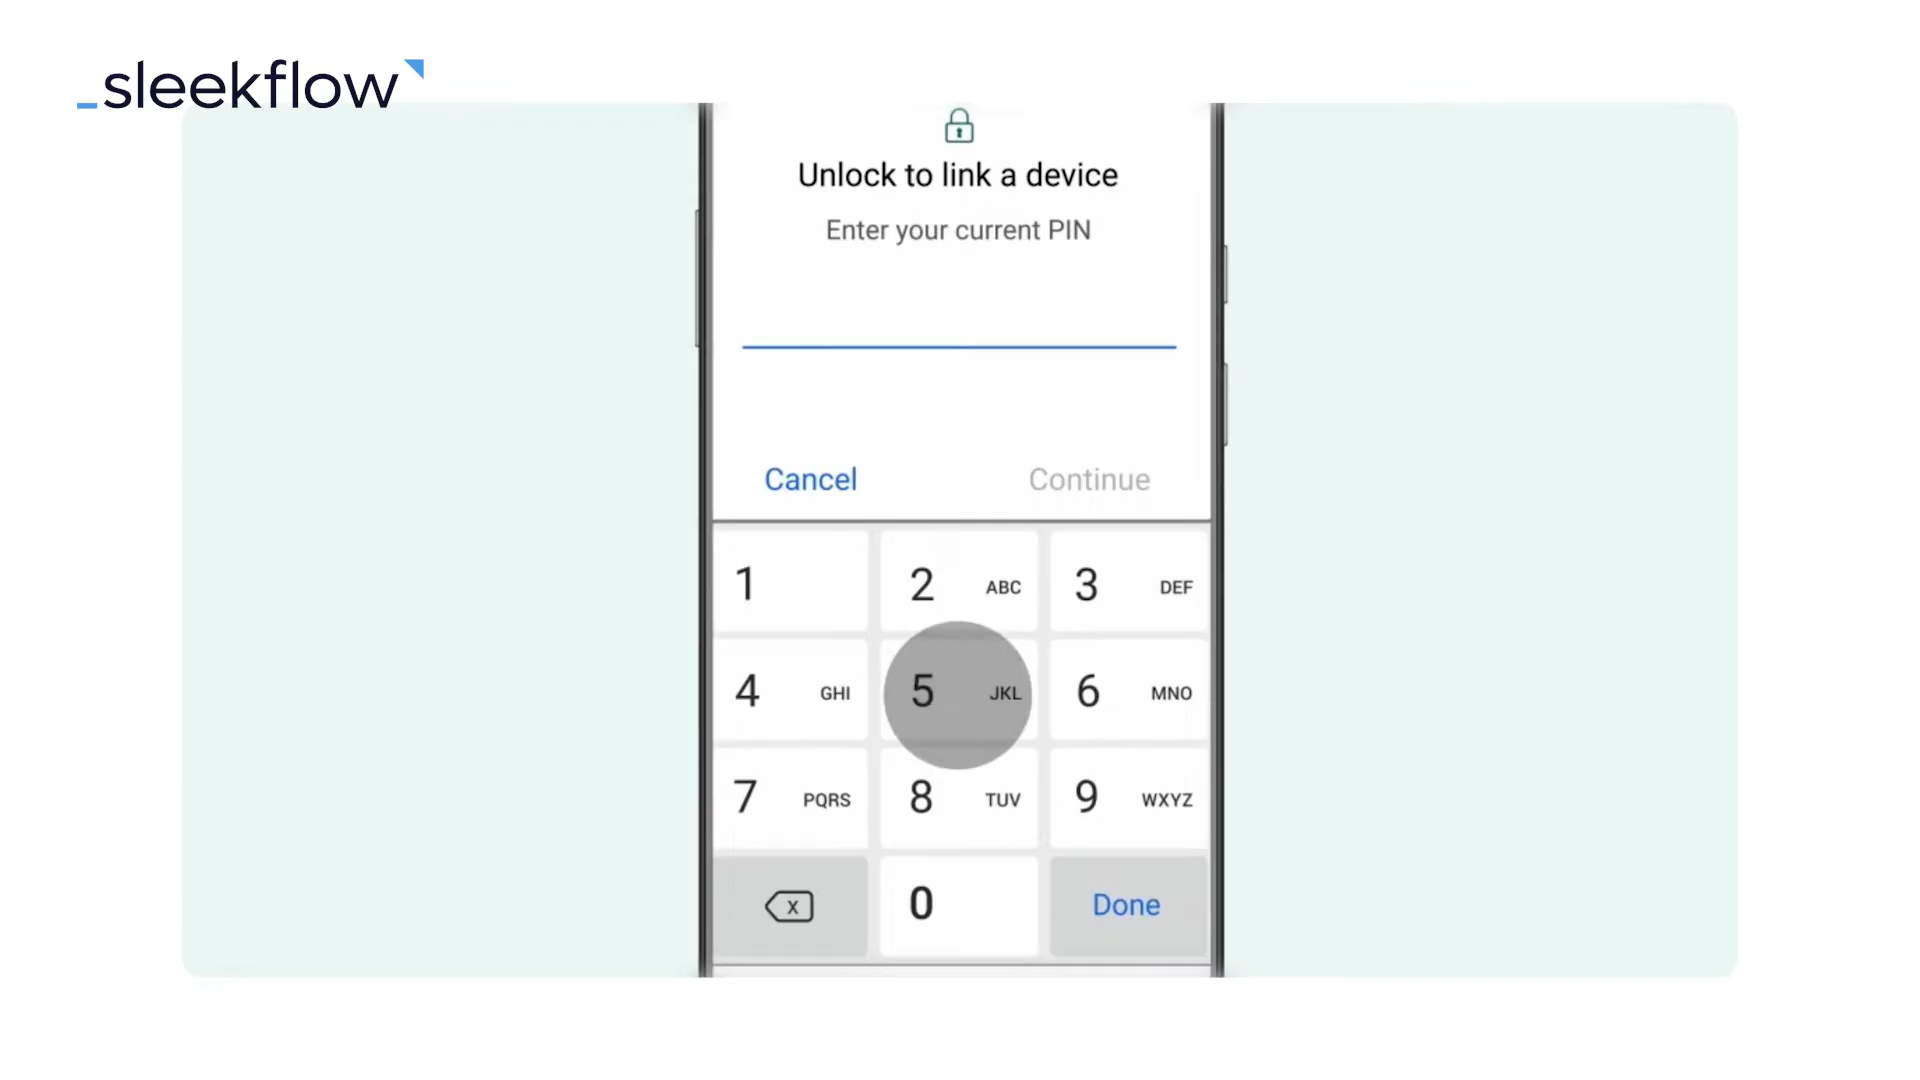 sleekflow
Unlock to link a device
Enter your current PIN
Cancel Continue
1 2 ABC 3 DEF
4 GHI 5 JKL 6 MNO
7 PQRS 8 TUV 9 WXYZ
x 0 Done